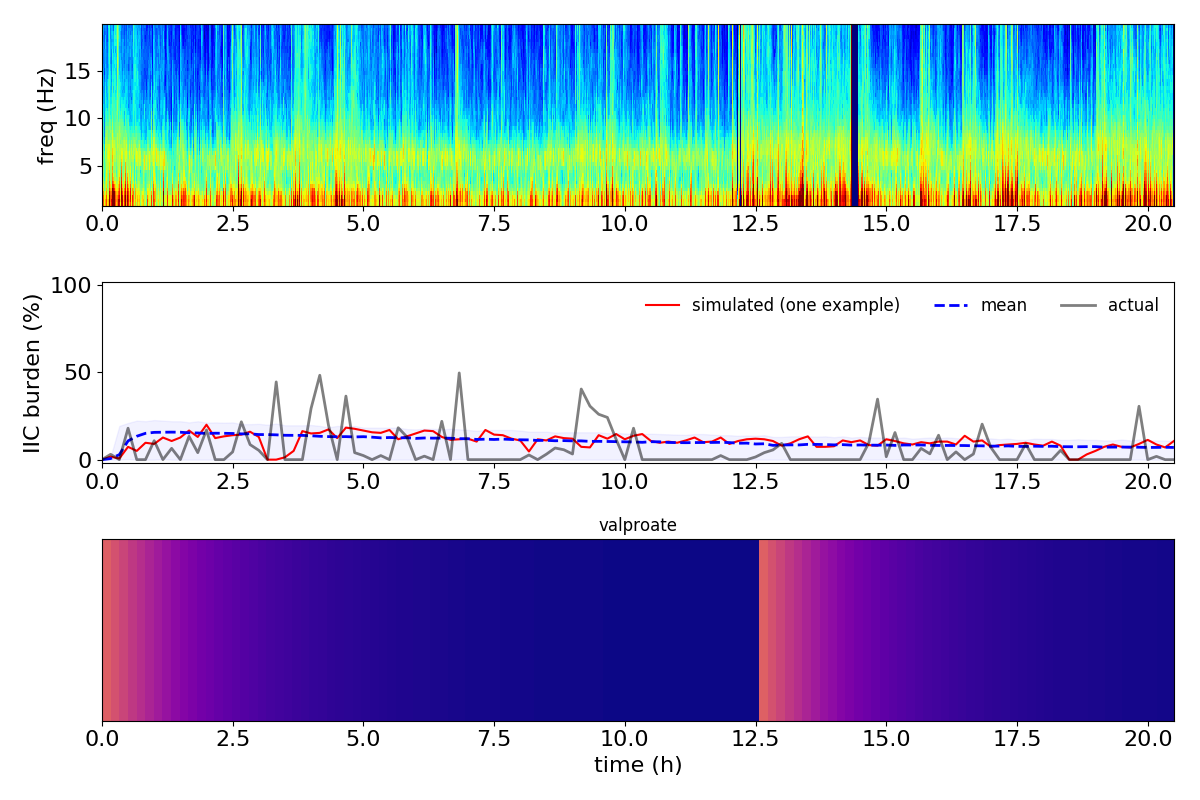 freq (Hz)
15
10
5
0.0 2.5 5.0 7.5 10.0 12.5 15.0 17.5 20.0
IIC burden (%)
100
50
0
simulated (one example) mean actual
0.0 2.5 5.0 7.5 10.0 12.5 15.0 17.5 20.0
valproate
0.0 2.5 5.0 7.5 10.0 12.5 15.0 17.5 20.0
time (h)